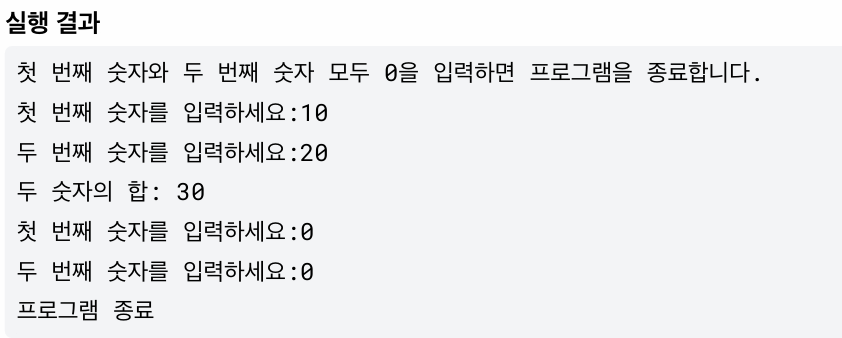 실행 결과
첫 번째 숫자와 두 번째 숫자 모두 0을 입력하면 프로그램을 종료합니다.
첫 번째 숫자를 입력하세요:10
두 번째 숫자를 입력하세요:20
두 숫자의 합: 30
첫 번째 숫자를 입력하세요:0
두 번째 숫자를 입력하세요:0
프로그램 종료